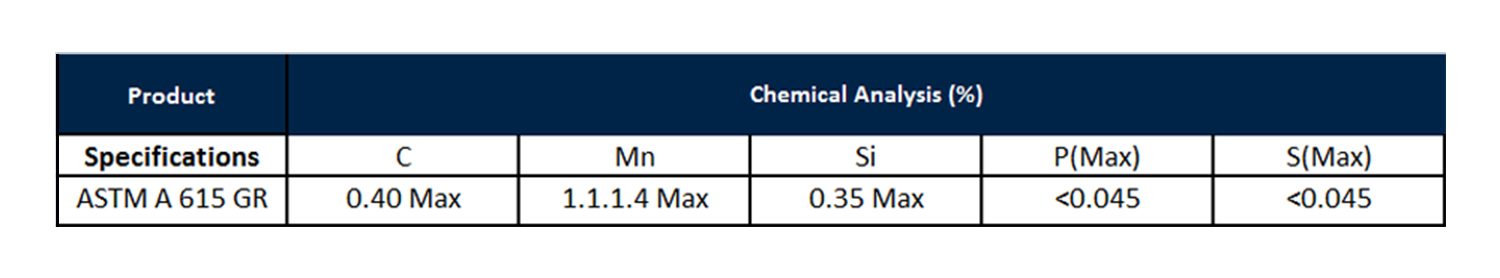 Product Chemical Analysis (%)
Specifications C Mn Si P(Max) S(Max)
ASTM A 615 GR 0.40 Max 1.1.1.4 Max 0.35 Max <0.045 <0.045